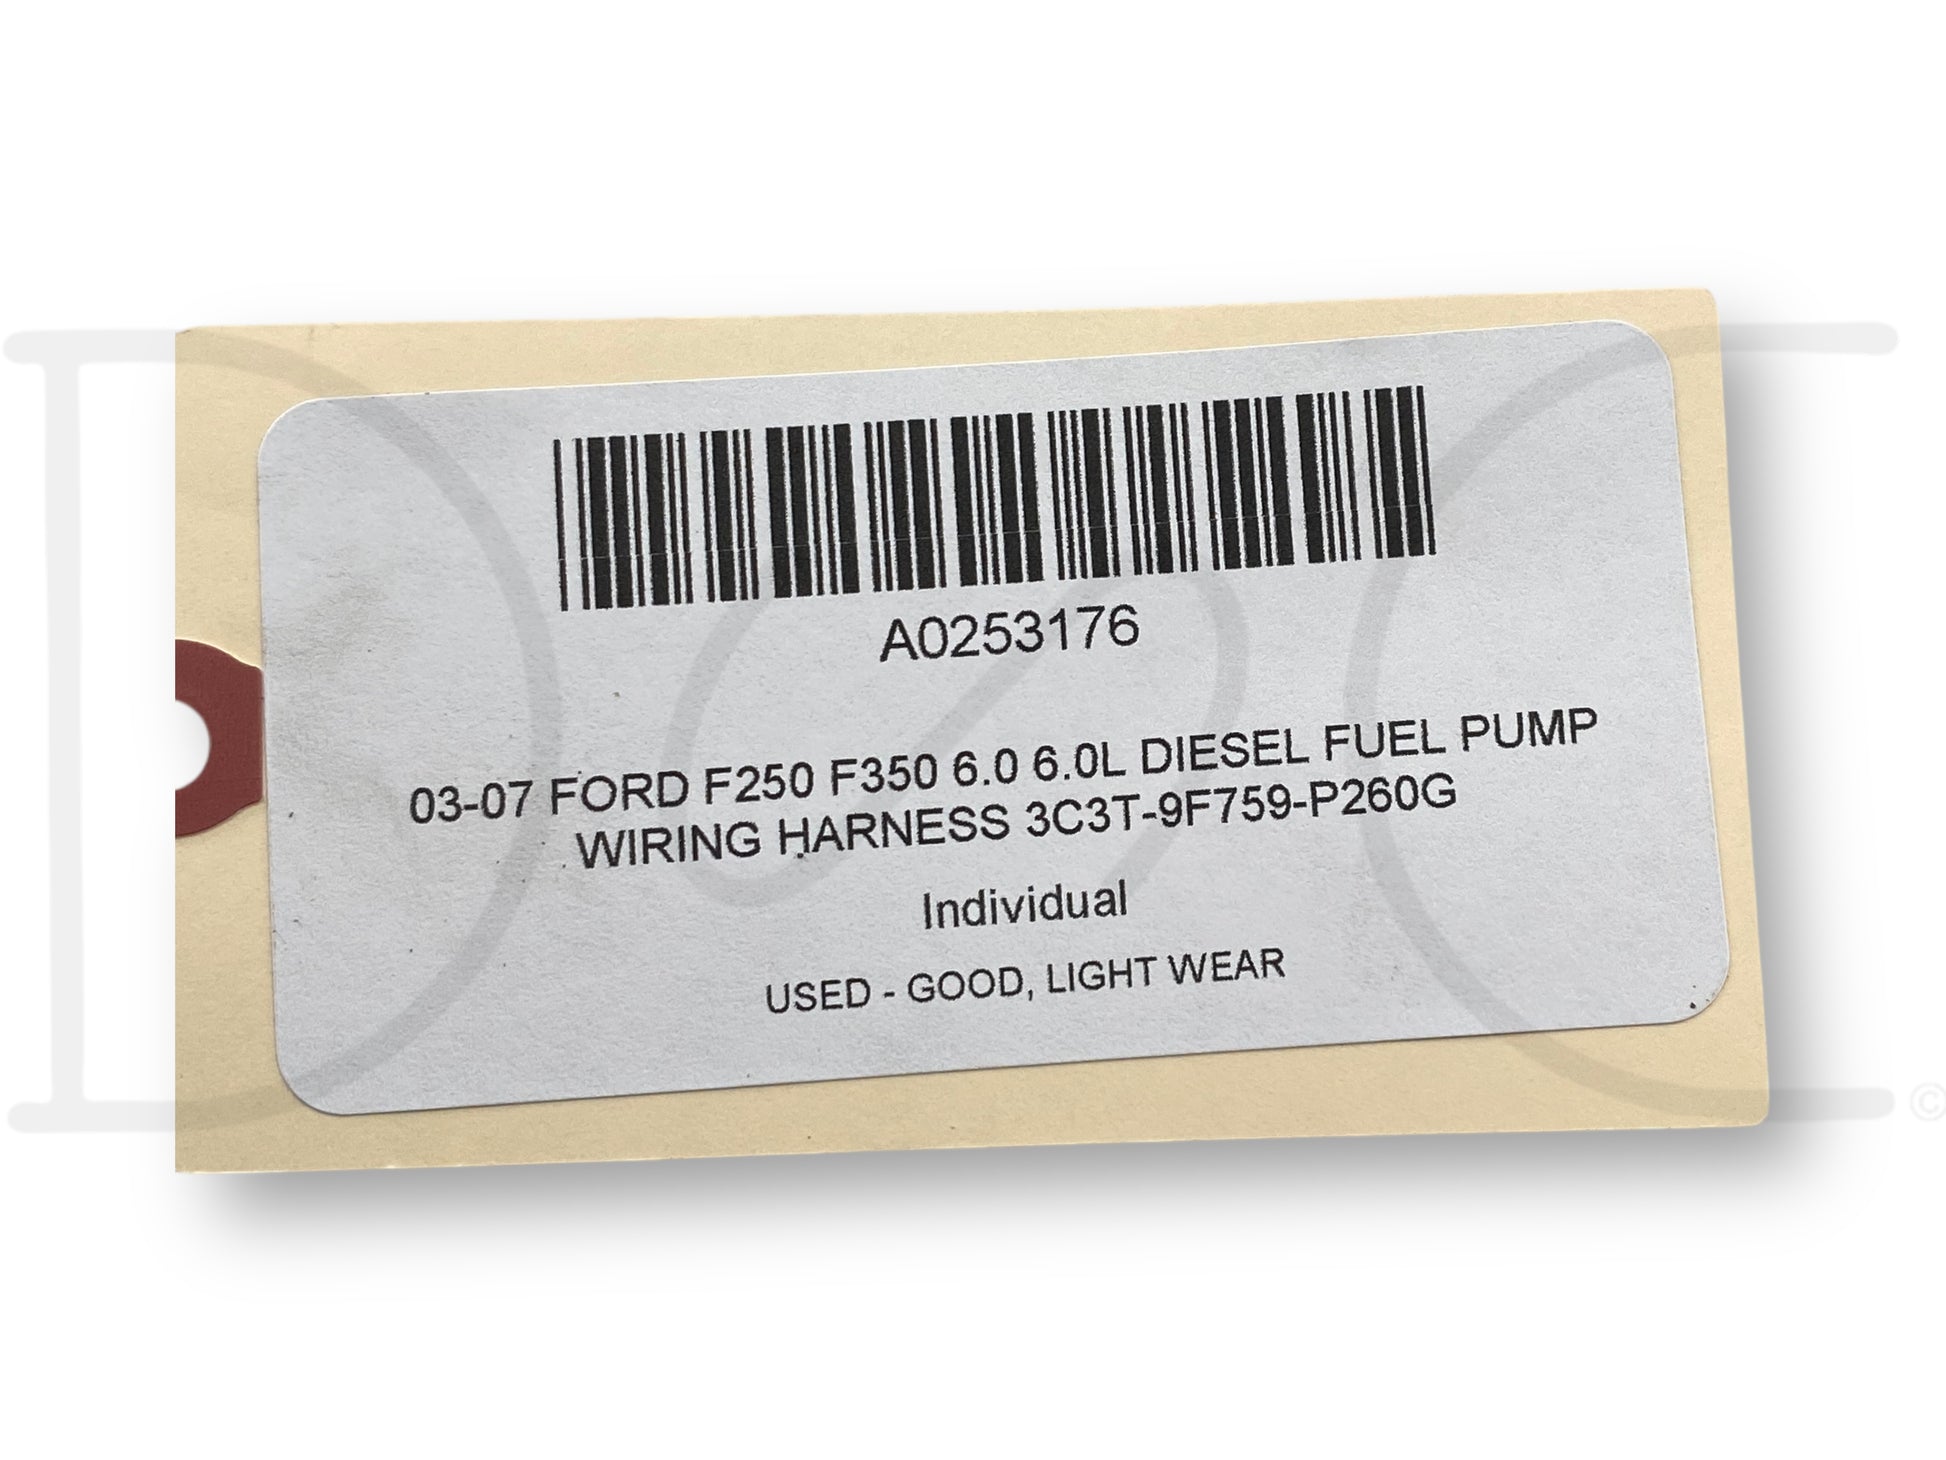 A0253176
03-07 FORD F250 F350 6.0 6.0L DIESEL FUEL PUMP
WIRING HARNESS 3C3T-9F759-P260G
Individual
USED - GOOD, LIGHT WEAR
©